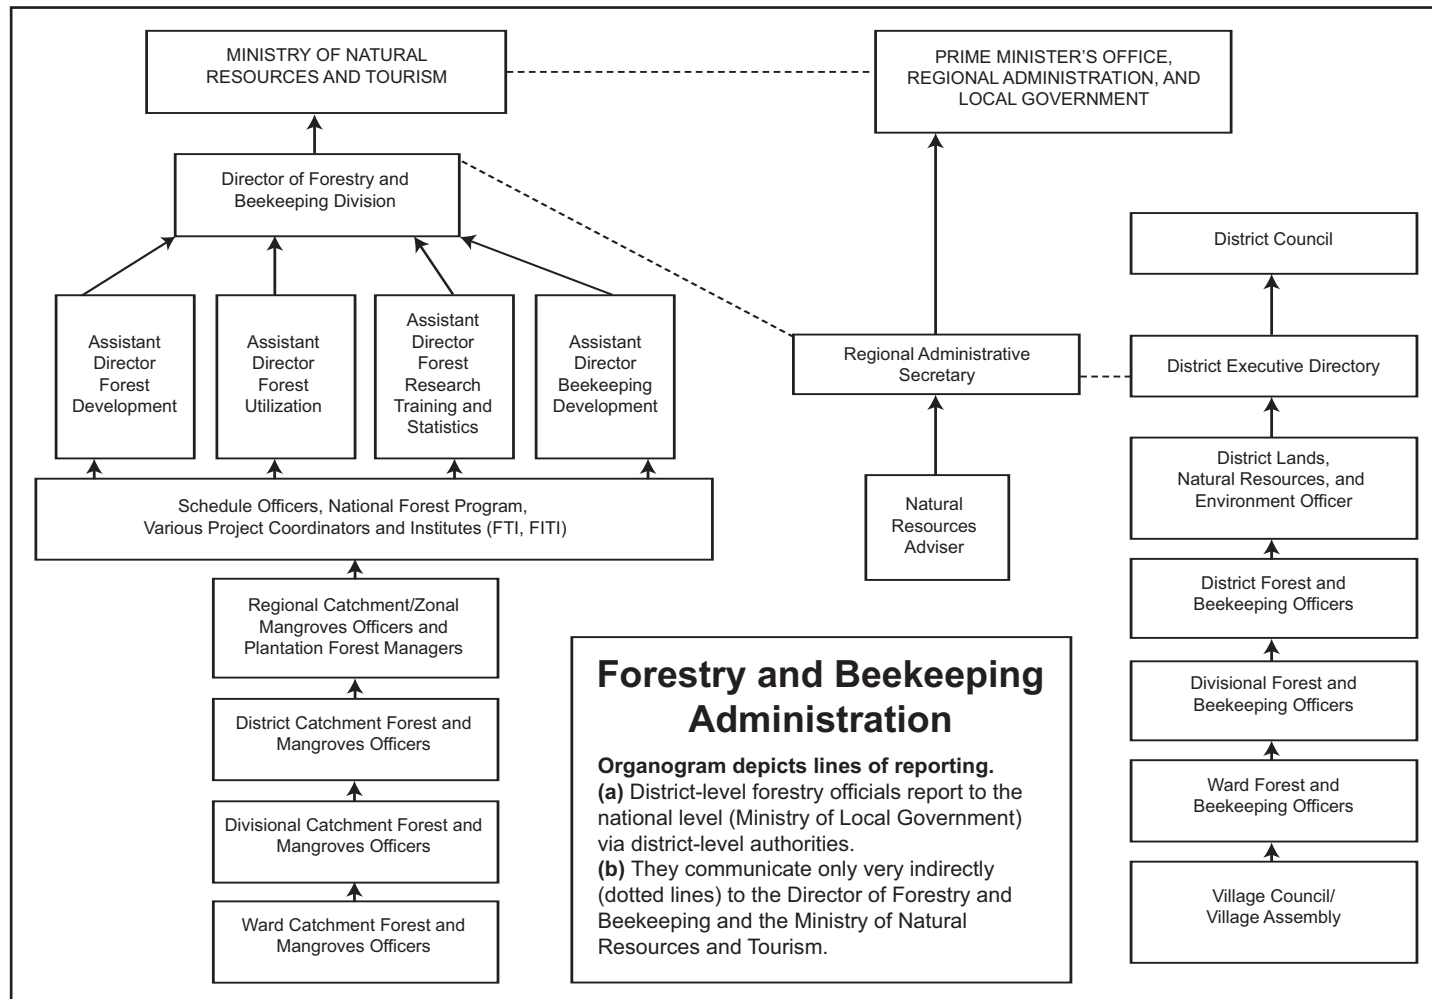 MINISTRY OF NATURAL
RESOURCES AND TOURISM
PRIME MINISTER’S OFFICE,
REGIONAL ADMINISTRATION, AND
LOCAL GOVERNMENT
Director of Forestry and
Beekeeping Division
District Council
Assistant
Director
Forest
Development
Assistant
Director
Forest
Utilization
Assistant
Director
Forest
Research
Training and
Statistics
Assistant
Director
Beekeeping
Development
Regional Administrative
Secretary
District Executive Directory
Schedule Officers, National Forest Program,
Various Project Coordinators and Institutes (FTI, FITI)
Natural
Resources
Adviser
District Lands,
Natural Resources, and
Environment Officer
Regional Catchment/Zonal
Mangroves Officers and
Plantation Forest Managers
District Forest and
Beekeeping Officers
District Catchment Forest and
Mangroves Officers
Divisional Forest and
Beekeeping Officers
Divisional Catchment Forest and
Mangroves Officers
Ward Forest and
Beekeeping Officers
Ward Catchment Forest and
Mangroves Officers
Village Council/
Village Assembly
Forestry and Beekeeping
Administration
Organogram depicts lines of reporting.
(a) District-level forestry officials report to the
national level (Ministry of Local Government)
via district-level authorities.
(b) They communicate only very indirectly
(dotted lines) to the Director of Forestry and
Beekeeping and the Ministry of Natural
Resources and Tourism.